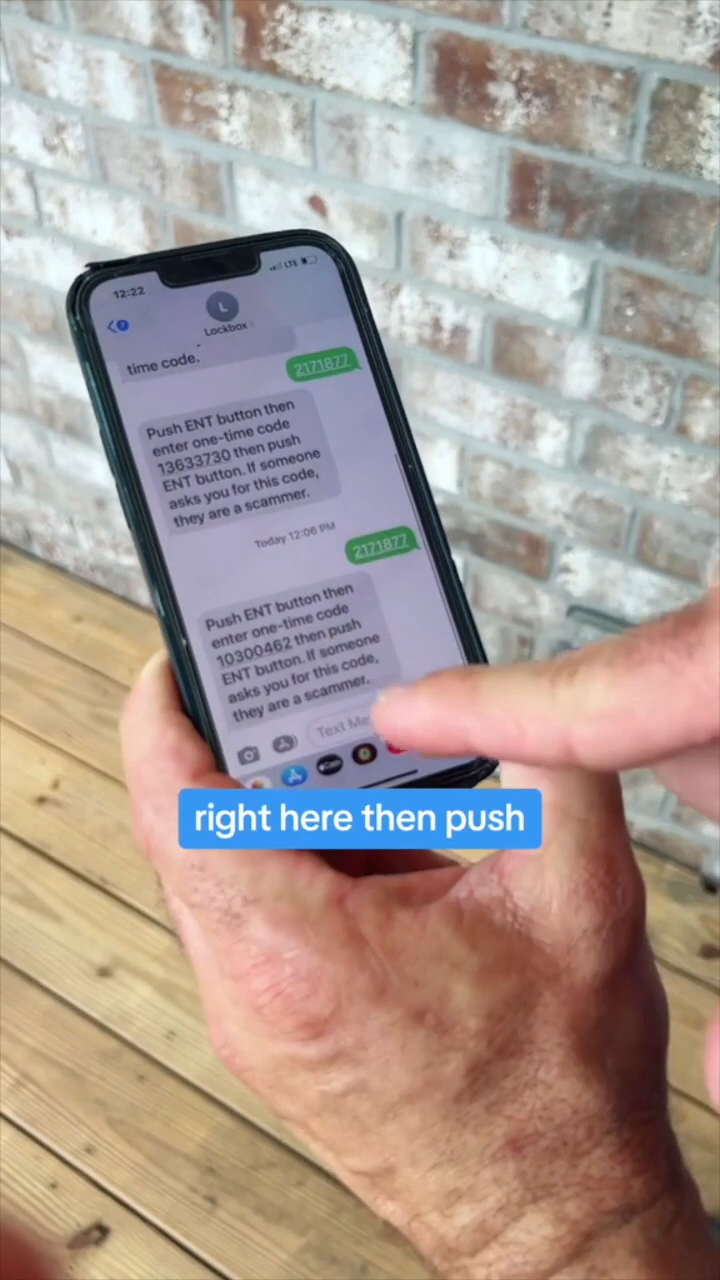 12:22
LTE
L
Lockbox
time code.
2171877
Push ENT button then
enter one-time code
13633730 then push
ENT button. If someone
asks you for this code,
they are a scammer.
Today 12:06 PM
2171877
Push ENT button then
enter one-time code
10300462 then push
ENT button. If someone
asks you for this code,
they are a scammer.
Text Me
right here then push